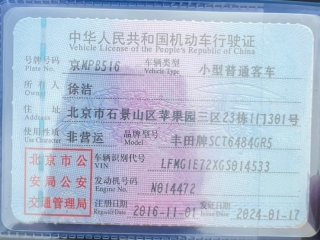 中华人民共和国机动车行驶证
Vehicle License of the People's Republic of China
号牌号码 京MPB516 车辆类型 小型普通客车
Plate No. Vehicle Type
所有人 徐洁
Owner
住址 北京市石景山区苹果园三区23栋1门301号
Address
使用性质 非营运 品牌型号 丰田牌SCT6484GR5
Use Character Model
北京市公 车辆识别代号 LFMG1E72XGS014533
VIN
安局公安 发动机号码 N014472
Engine No.
交通管理局 注册日期 2016-11-01 发证日期 2024-01-17
Register Date Issue Date